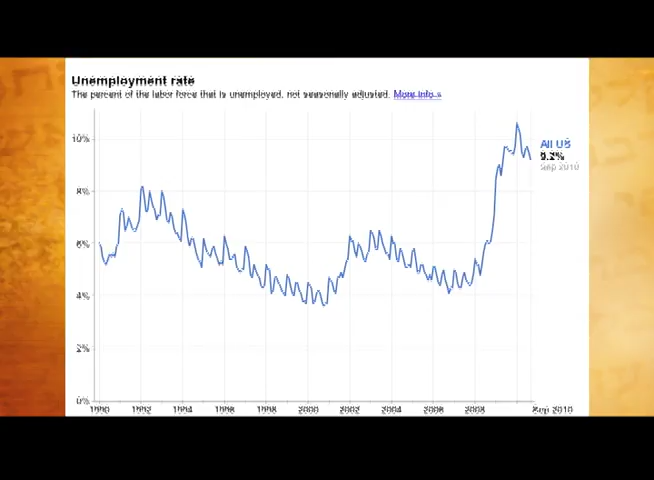 Unemployment rate
The percent of the labor force that is unemployed, not seasonally adjusted. More info »
10%
8%
6%
4%
2%
0%
All US
9.2%
Sep 2010
1990 1992 1994 1996 1998 2000 2002 2004 2006 2008 Sep 2010